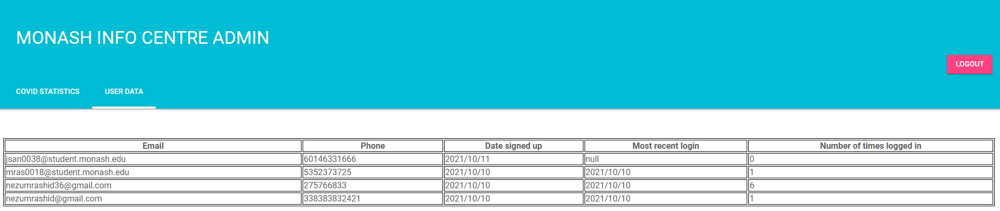 MONASH INFO CENTRE ADMIN
LOGOUT
COVID STATISTICS USER DATA
Email Phone Date signed up Most recent login Number of times logged in
jsan0038@student.monash.edu 60146331666 2021/10/11 null 0
mras0018@student.monash.edu 5352373725 2021/10/10 2021/10/10 1
nezumrashid36@gmail.com 275766833 2021/10/10 2021/10/10 6
nezumrashid@gmail.com 338383832421 2021/10/10 2021/10/10 1